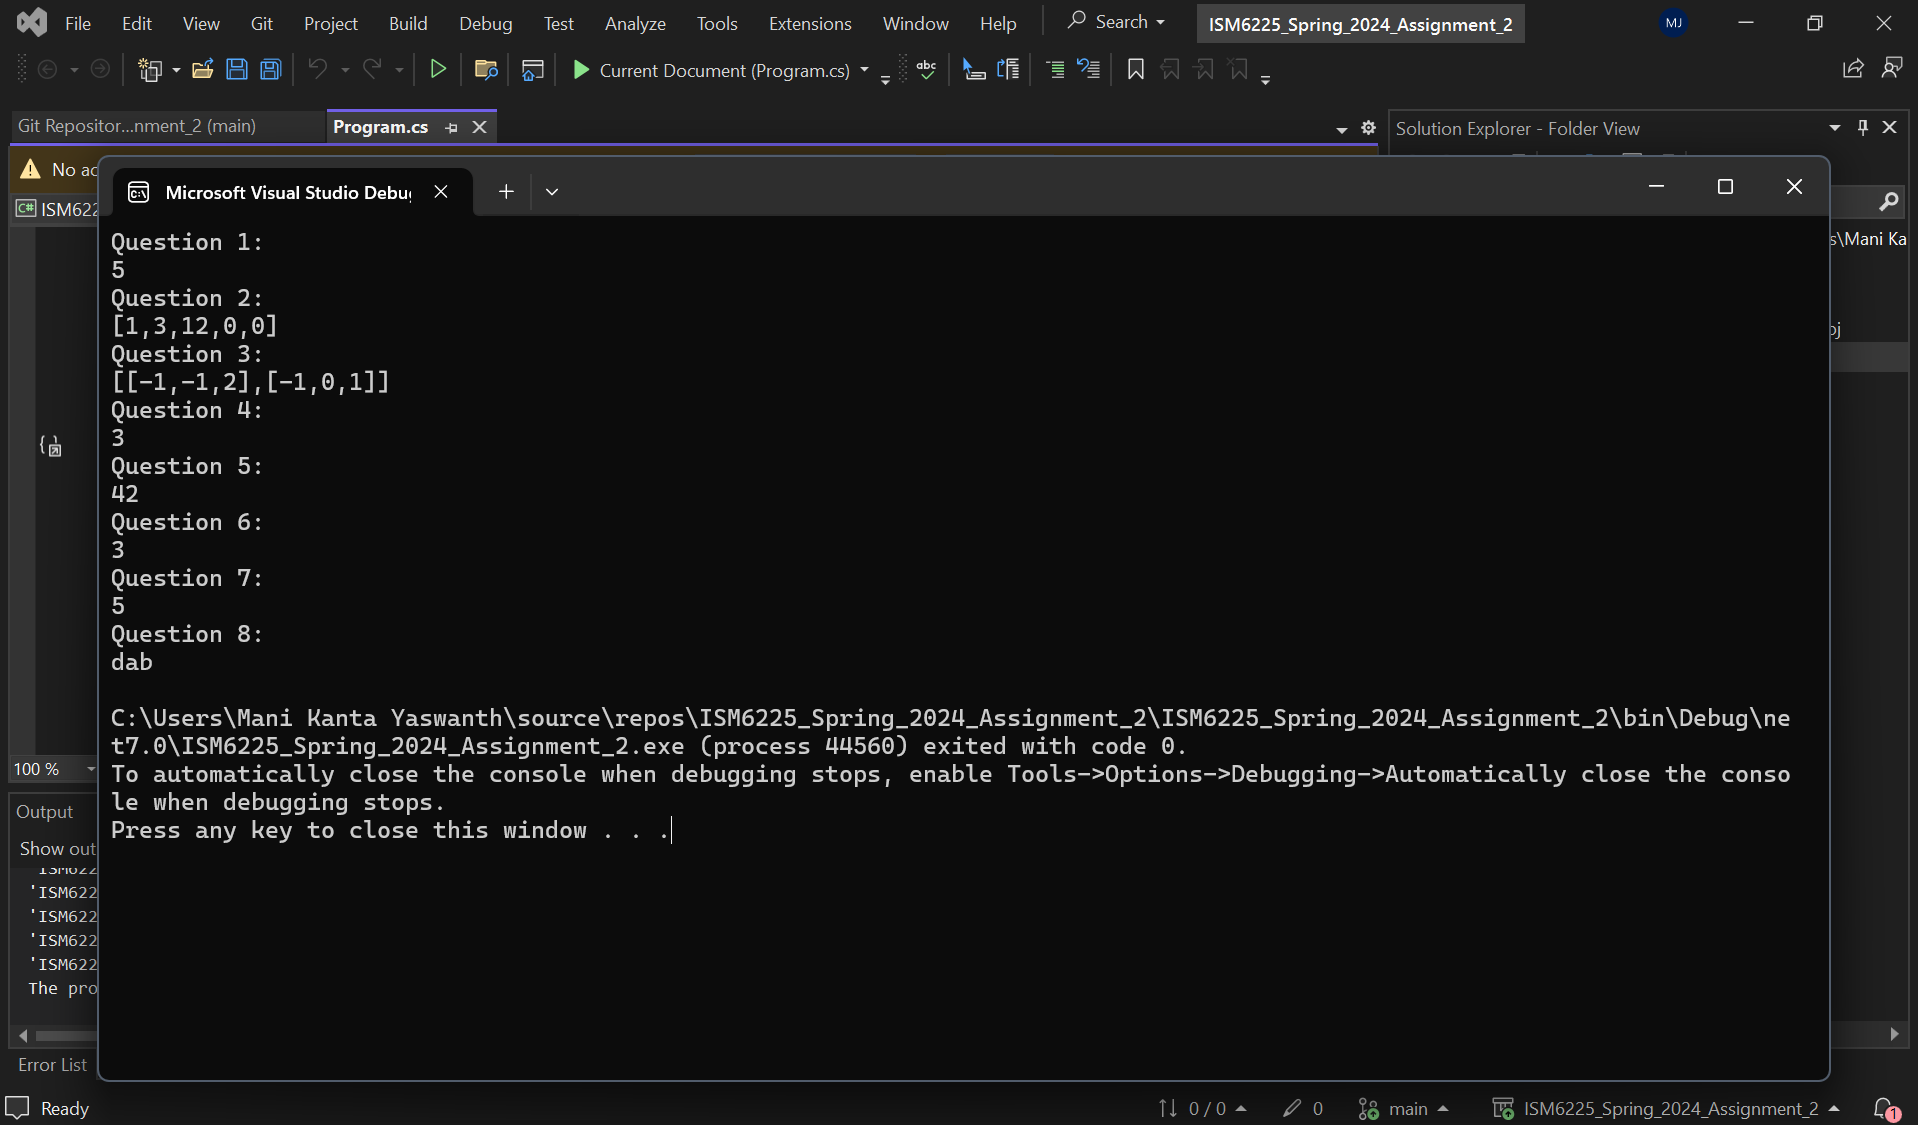 File Edit View Git Project Build Debug Test Analyze Tools Extensions Window Help Search ISM6225_Spring_2024_Assignment_2 MJ
Current Document (Program.cs)
Git Repositor...nment_2 (main) Program.cs Solution Explorer - Folder View
No ac
Microsoft Visual Studio Debu
C# ISM622
s\Mani Ka
Question 1:
5
Question 2:
[1,3,12,0,0]
Question 3:
[[-1,-1,2],[-1,0,1]]
Question 4:
3
Question 5:
42
Question 6:
3
Question 7:
5
Question 8:
dab
C:\Users\Mani Kanta Yaswanth\source\repos\ISM6225_Spring_2024_Assignment_2\ISM6225_Spring_2024_Assignment_2\bin\Debug\ne
t7.0\ISM6225_Spring_2024_Assignment_2.exe (process 44560) exited with code 0.
To automatically close the console when debugging stops, enable Tools->Options->Debugging->Automatically close the conso
le when debugging stops.
Press any key to close this window . . .
100 %
Output
Show out
'ISM622
'ISM622
'ISM622
'ISM622
The pro
Error List
Ready 0 / 0 0 main ISM6225_Spring_2024_Assignment_2 1